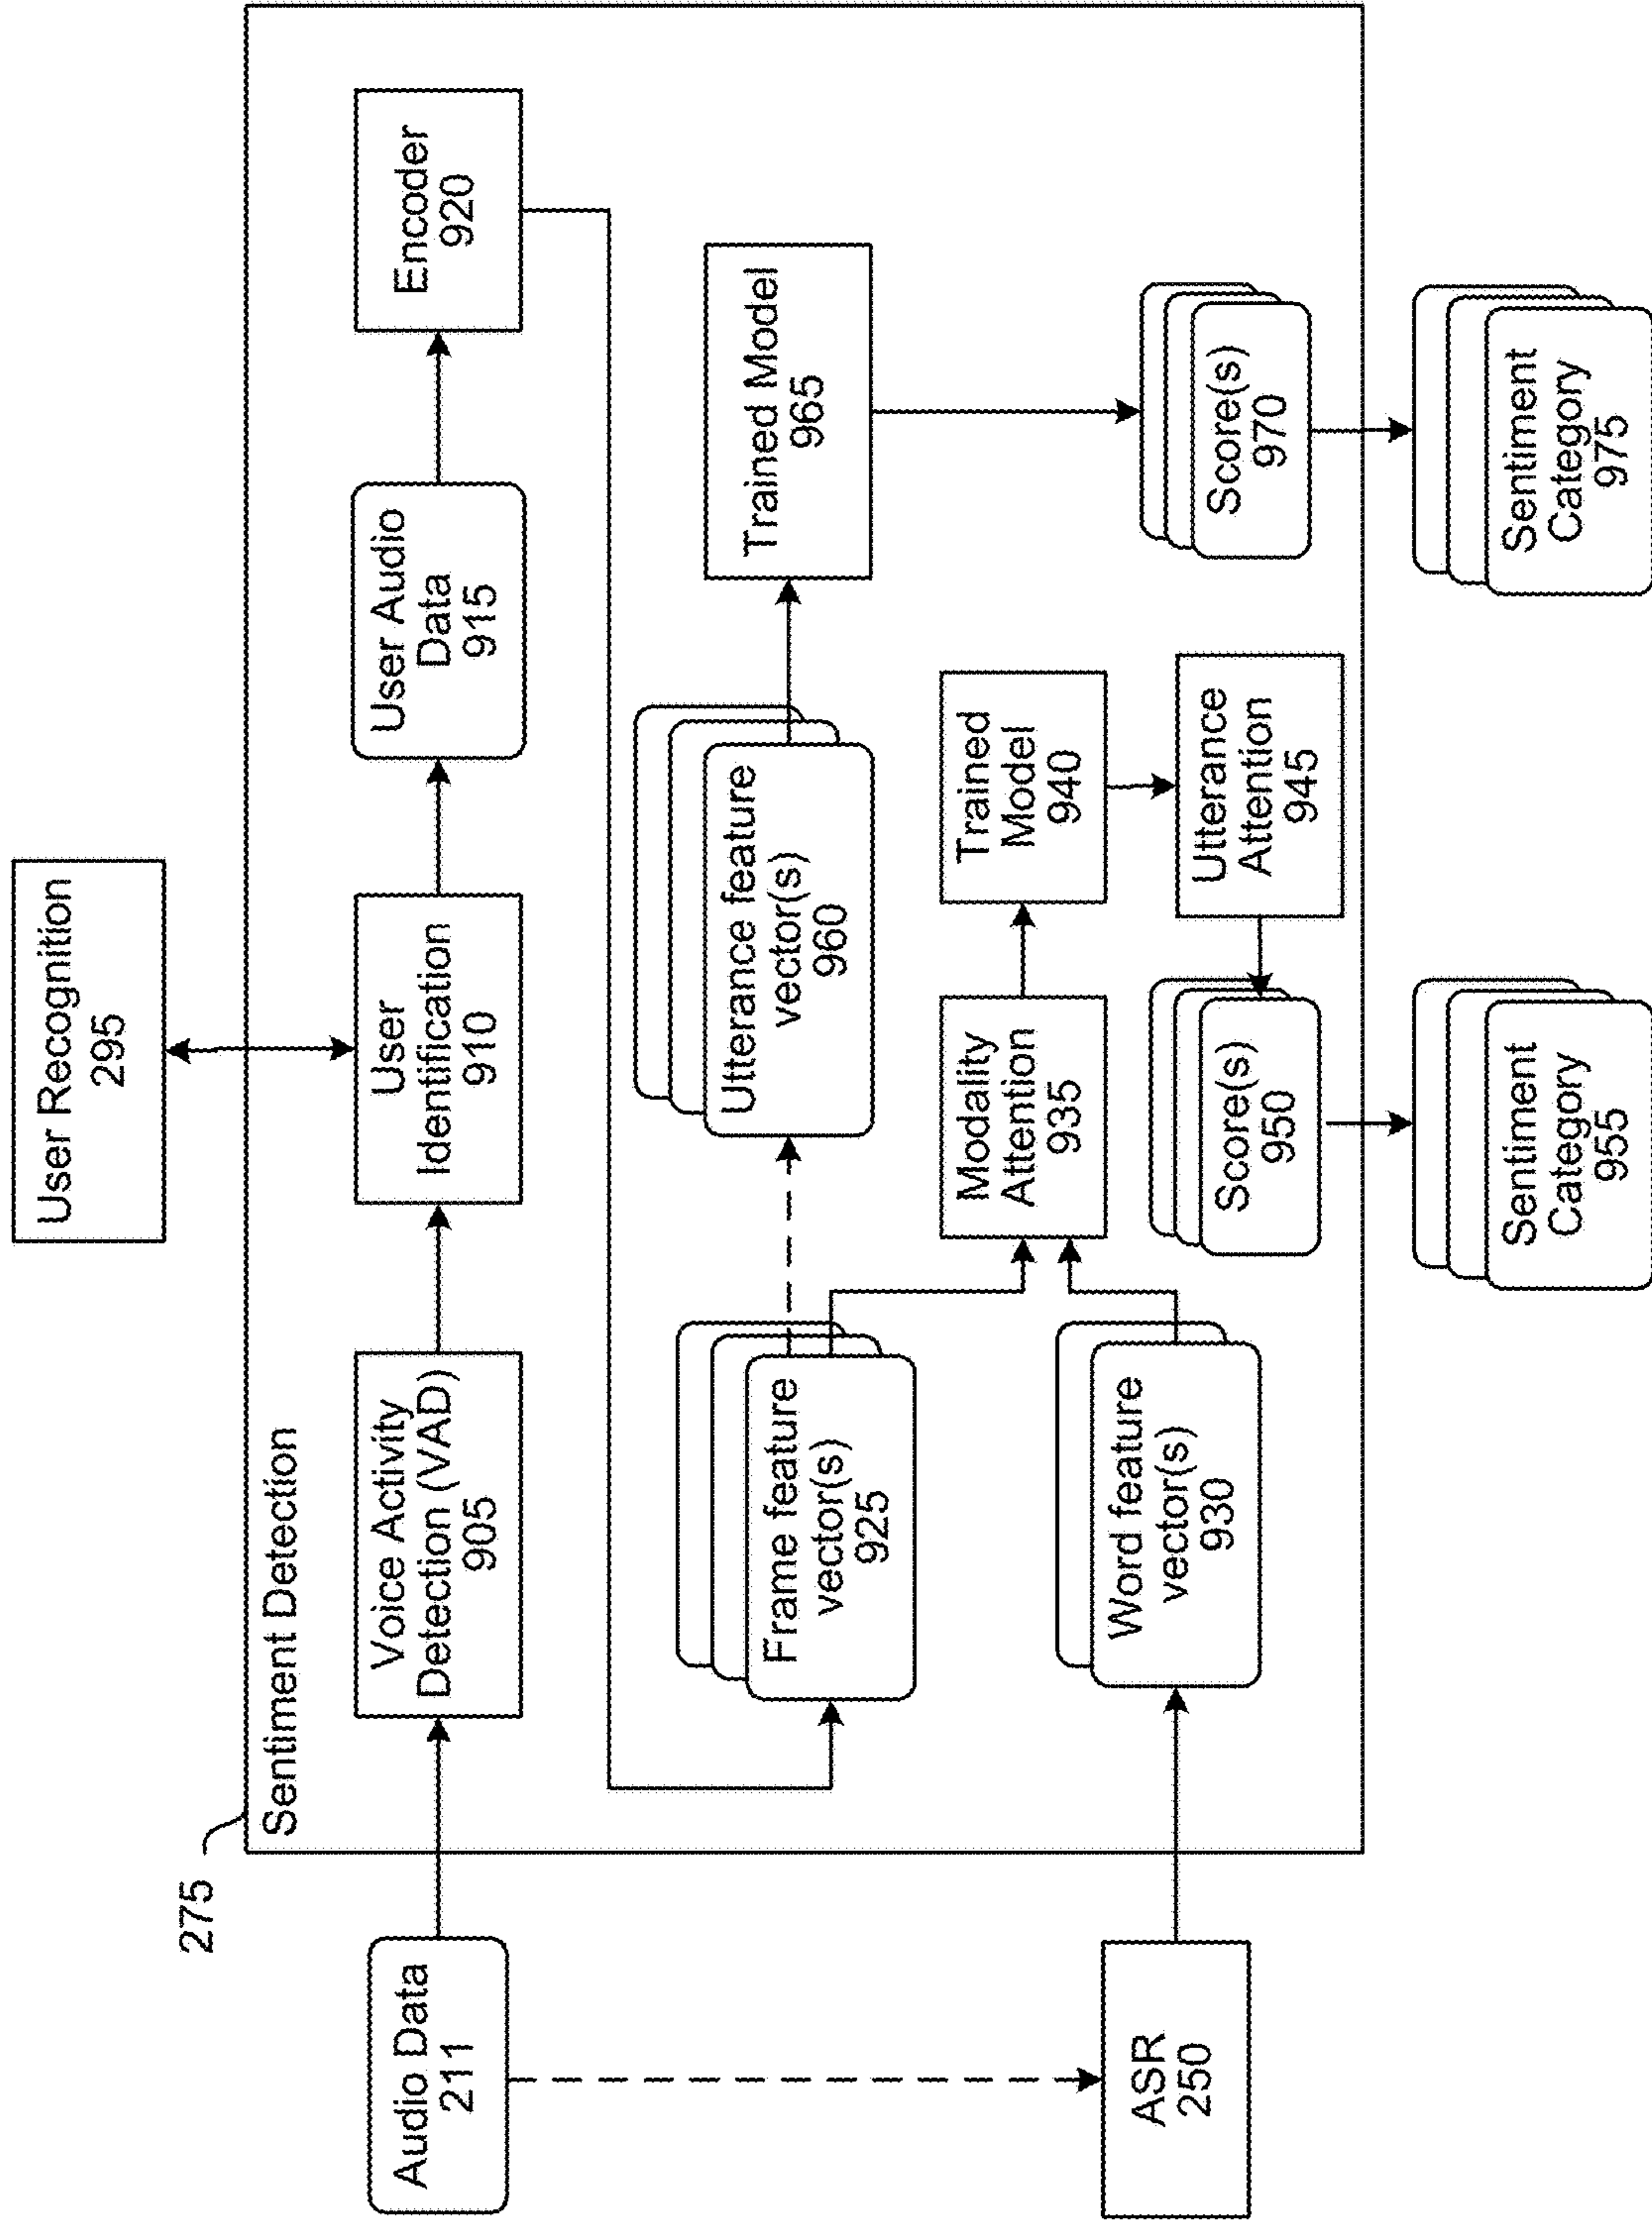 User Recognition
295
275
Sentiment Detection
Audio Data
211
Voice Activity
Detection (VAD)
905
User
Identification
910
User Audio
Data
915
Encoder
920
Frame feature
vector(s)
925
Utterance feature
vector(s)
960
Trained Model
965
ASR
250
Word feature
vector(s)
930
Modality
Attention
935
Trained
Model
940
Utterance
Attention
945
Score(s)
950
Score(s)
970
Sentiment
Category
955
Sentiment
Category
975